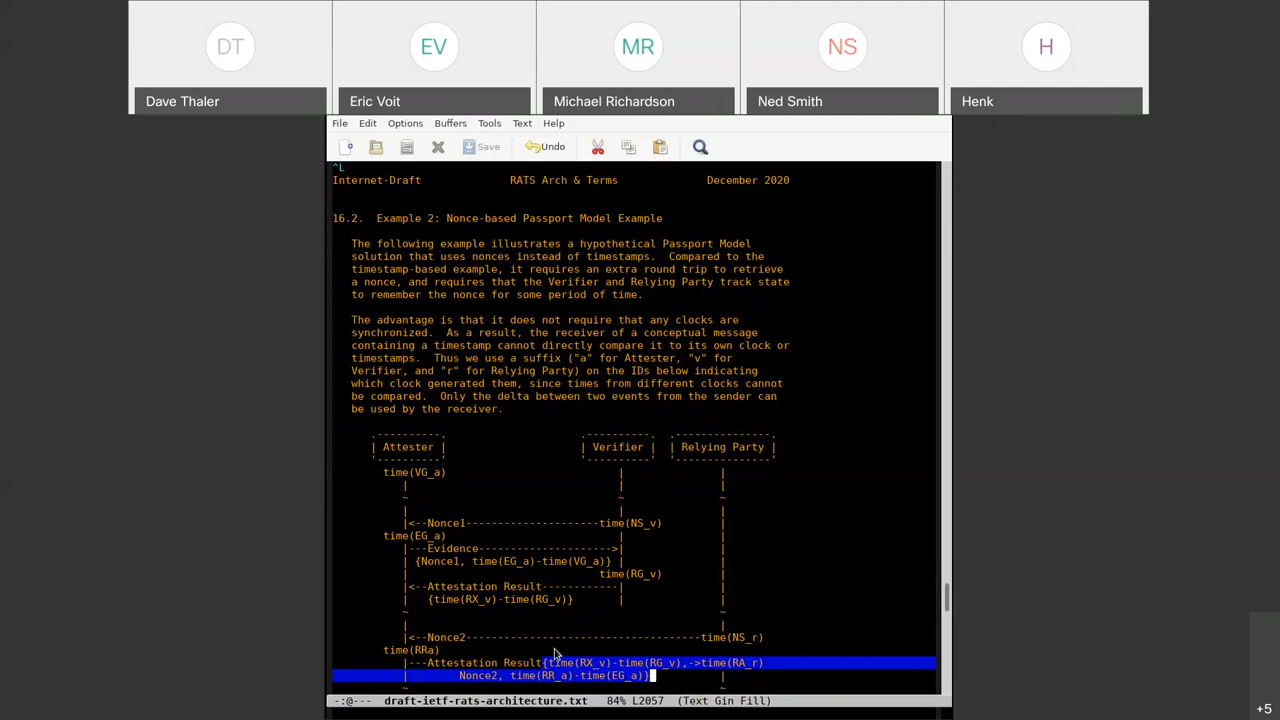 DT EV MR NS H
Dave Thaler Eric Voit Michael Richardson Ned Smith Henk
File Edit Options Buffers Tools Text Help
Save Undo
^L
Internet-Draft RATS Arch & Terms December 2020
16.2. Example 2: Nonce-based Passport Model Example
The following example illustrates a hypothetical Passport Model
solution that uses nonces instead of timestamps. Compared to the
timestamp-based example, it requires an extra round trip to retrieve
a nonce, and requires that the Verifier and Relying Party track state
to remember the nonce for some period of time.
The advantage is that it does not require that any clocks are
synchronized. As a result, the receiver of a conceptual message
containing a timestamp cannot directly compare it to its own clock or
timestamps. Thus we use a suffix ("a" for Attester, "v" for
Verifier, and "r" for Relying Party) on the IDs below indicating
which clock generated them, since times from different clocks cannot
be compared. Only the delta between two events from the sender can
be used by the receiver.
.----------. .----------. .---------------.
| Attester | | Verifier | | Relying Party |
'----------' '----------' '---------------'
time(VG_a) | |
| | |
~ ~ ~
| | |
|<--Nonce1---------------------time(NS_v) |
time(EG_a) | |
|---Evidence---------------------->| |
| {Nonce1, time(EG_a)-time(VG_a)} | |
| time(RG_v) |
|<--Attestation Result------------| |
| {time(RX_v)-time(RG_v)} | |
~ ~
| |
|<--Nonce2-------------------------------------time(NS_r)
time(RRa) |
|---Attestation Result{time(RX_v)-time(RG_v),->time(RA_r)
| Nonce2, time(RR_a)-time(EG_a)} |
~ ~
-:@--- draft-ietf-rats-architecture.txt 84% L2057 (Text Gin Fill)
+5